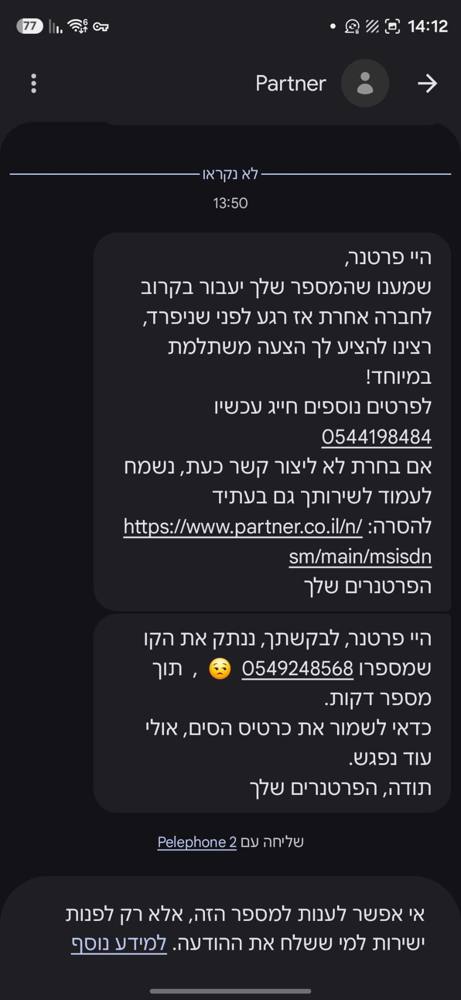 14:12
77
Partner
לא נקראו
13:50
היי פרטנר,
שמענו שהמספר שלך יעבור בקרוב
לחברה אחרת אז רגע לפני שניפרד,
רצינו להציע לך הצעה משתלמת
במיוחד!
לפרטים נוספים חייג עכשיו
0544198484
אם בחרת לא ליצור קשר כעת, נשמח
לעמוד לשירותך גם בעתיד
להסרה: https://www.partner.co.il/n/
sm/main/msisdn
הפרטנרים שלך
היי פרטנר, לבקשתך, ננתק את הקו
שמספרו 0549248568 😒 , תוך
מספר דקות.
כדאי לשמור את כרטיס הסים, אולי
עוד נפגש.
תודה, הפרטנרים שלך
שליחה עם Pelephone 2
אי אפשר לענות למספר הזה, אלא רק לפנות
ישירות למי ששלח את ההודעה. למידע נוסף